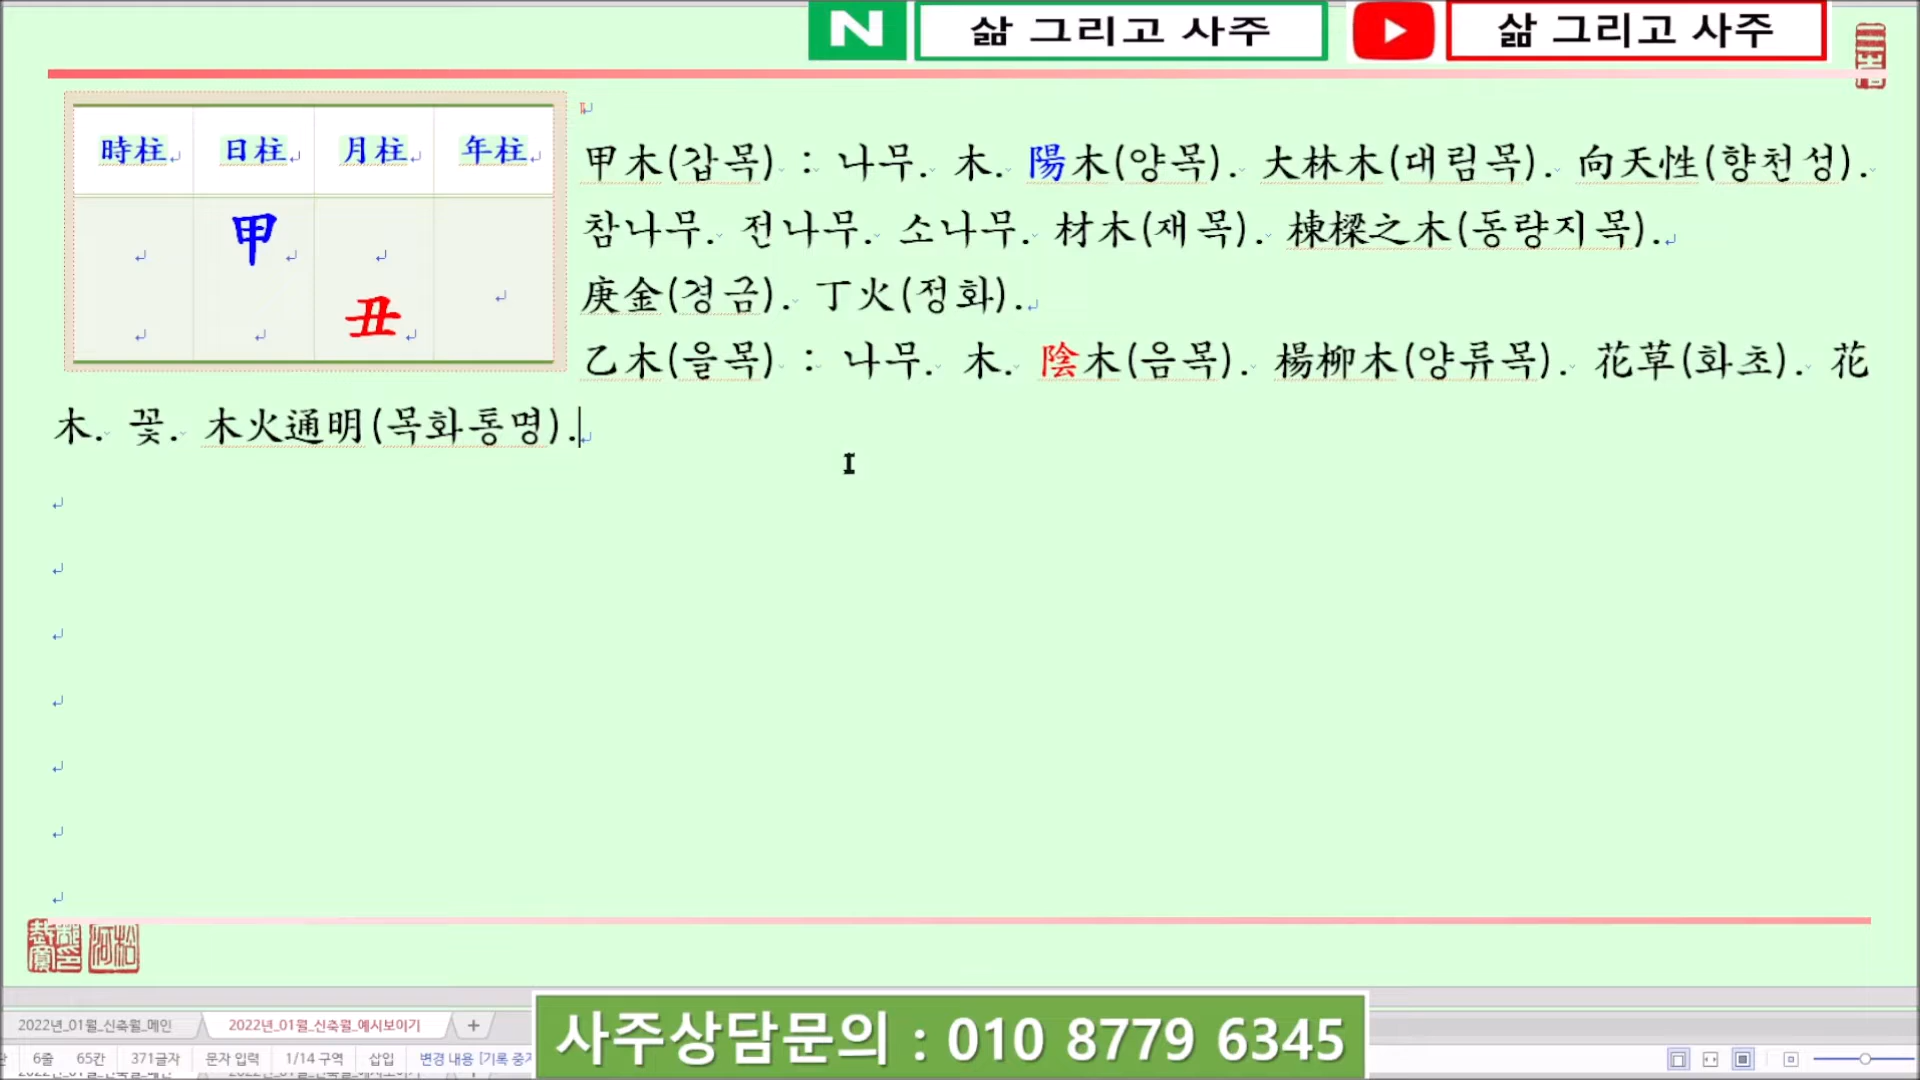 N 삶 그리고 사주 삶 그리고 사주
時柱 日柱 月柱 年柱
甲
丑
甲木(갑목) : 나무. 木. 陽木(양목). 大林木(대림목). 向天性(향천성).
참나무. 전나무. 소나무. 材木(재목). 棟樑之木(동량지목).
庚金(경금). 丁火(정화).
乙木(을목) : 나무. 木. 陰木(음목). 楊柳木(양류목). 花草(화초). 花
木. 꽃. 木火通明(목화통명).
2022년_01월_신축월_메인 2022년_01월_신축월_예시보이기 +
6줄 65칸 371글자 문자 입력 1/14 구역 삽입 변경 내용 [기록 중지
사주상담문의 : 010 8779 6345